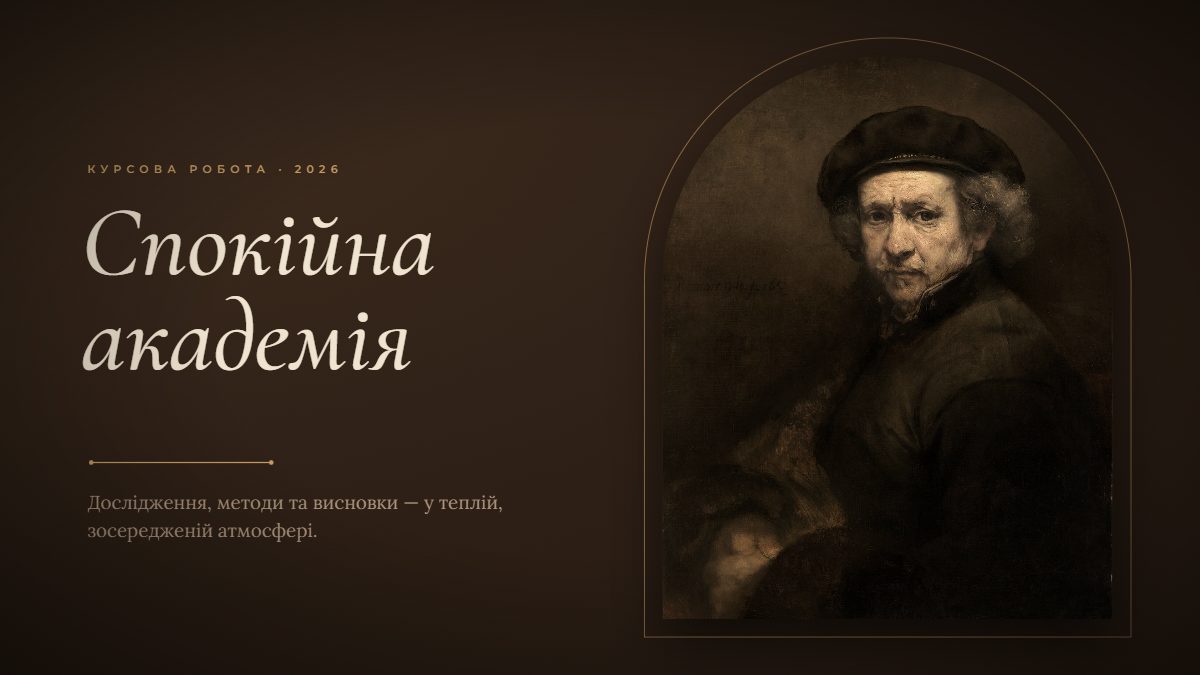 КУРСОВА РОБОТА · 2026
Спокійна
академія
Дослідження, методи та висновки — у теплій,
зосередженій атмосфері.